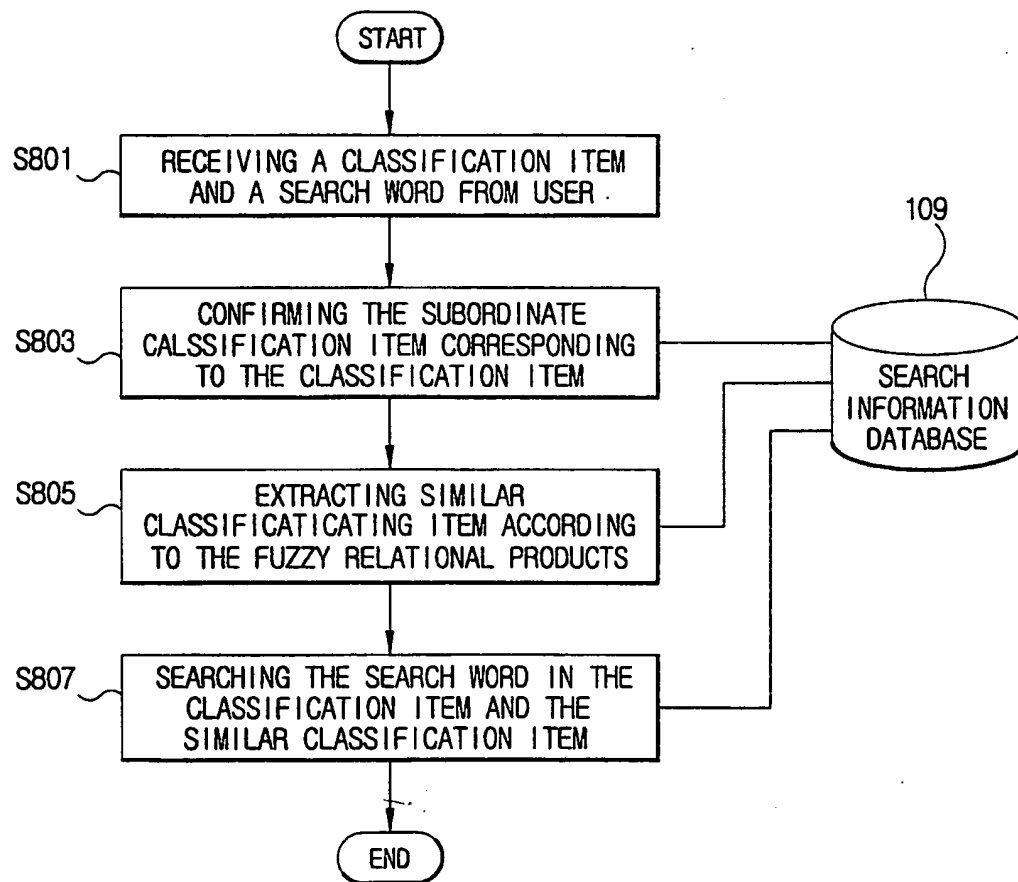 START
S801
RECEIVING A CLASSIFICATION ITEM
AND A SEARCH WORD FROM USER
109
S803
CONFIRMING THE SUBORDINATE
CALSSIFICATION ITEM CORRESPONDING
TO THE CLASSIFICATION ITEM
SEARCH
INFORMATION
DATABASE
S805
EXTRACTING SIMILAR
CLASSIFICATICATING ITEM ACCORDING
TO THE FUZZY RELATIONAL PRODUCTS
S807
SEARCHING THE SEARCH WORD IN THE
CLASSIFICATION ITEM AND THE
SIMILAR CLASSIFICATION ITEM
END